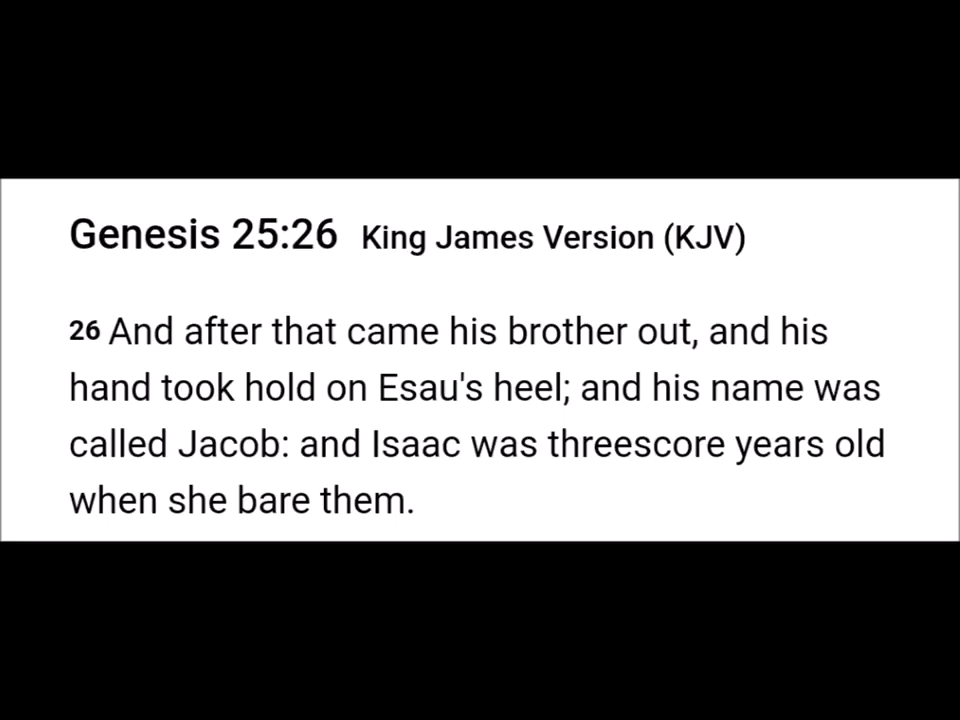 Genesis 25:26 King James Version (KJV)
26 And after that came his brother out, and his
hand took hold on Esau's heel; and his name was
called Jacob: and Isaac was threescore years old
when she bare them.